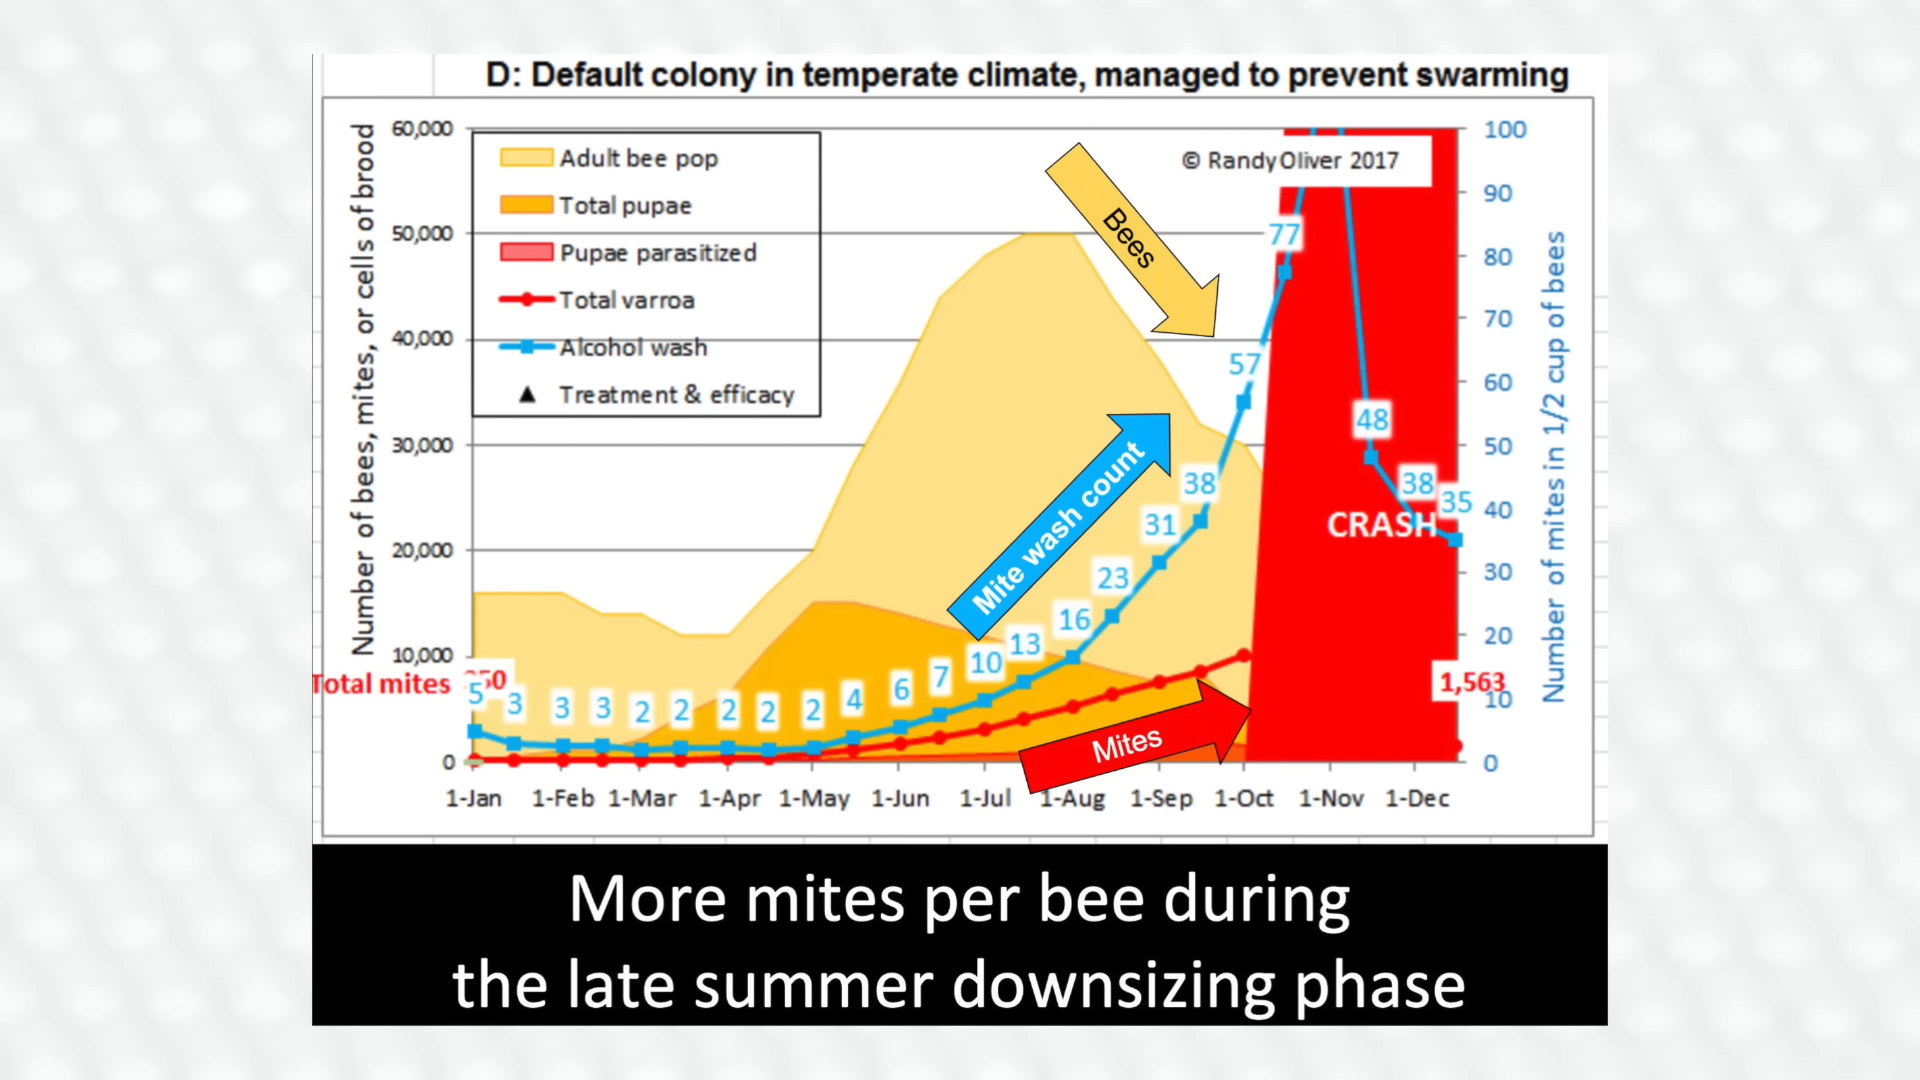 D: Default colony in temperate climate, managed to prevent swarming
Number of bees, mites, or cells of brood
60,000
50,000
40,000
30,000
20,000
10,000
0
Adult bee pop
Total pupae
Pupae parasitized
Total varroa
Alcohol wash
Treatment & efficacy
© Randy Oliver 2017
Bees
Mite wash count
Mites
CRASH
Total mites
1,563
5
3
3
3
2
2
2
2
2
4
6
7
10
13
16
23
31
38
57
77
48
38
35
100
90
80
70
60
50
40
30
20
10
0
Number of mites in 1/2 cup of bees
1-Jan
1-Feb
1-Mar
1-Apr
1-May
1-Jun
1-Jul
1-Aug
1-Sep
1-Oct
1-Nov
1-Dec
More mites per bee during
the late summer downsizing phase